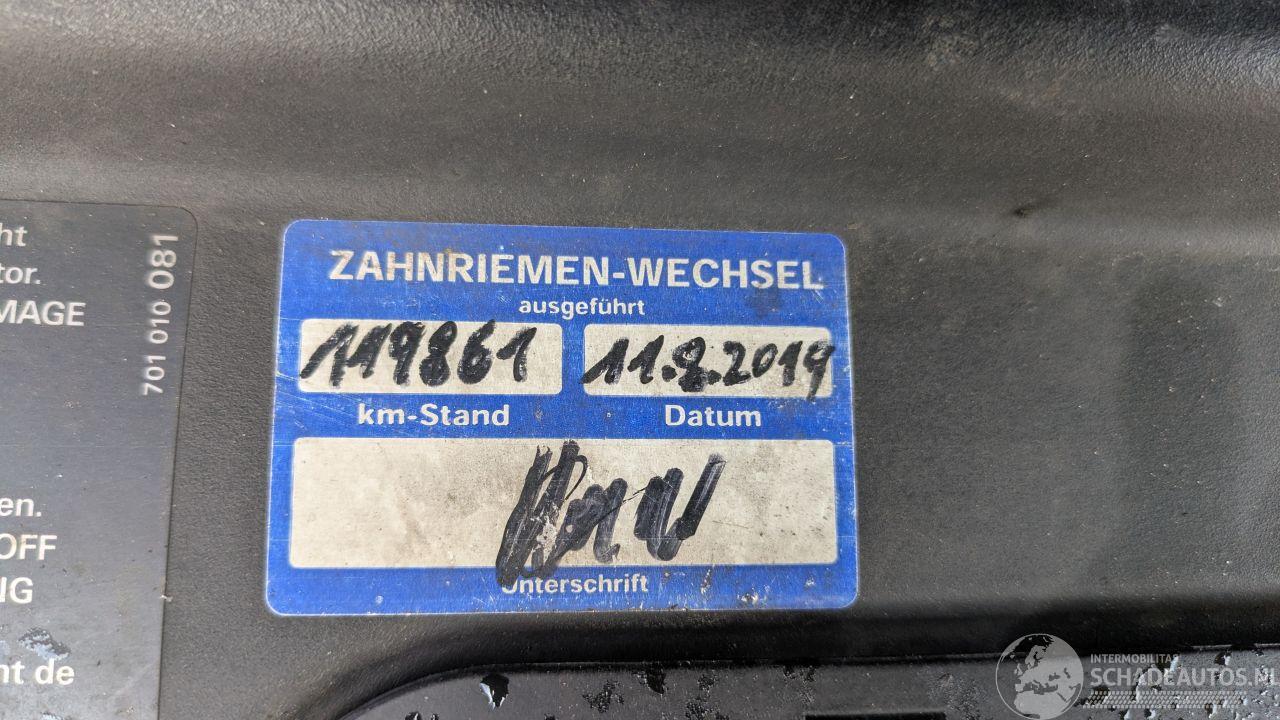 ht
tor.
MAGE
701 010 081
en.
OFF
NG
nt de
ZAHNRIEMEN-WECHSEL
ausgeführt
119861 11.8.2019
km-Stand Datum
Unterschrift
INTERMOBILITAS
SCHADEAUTOS.NL